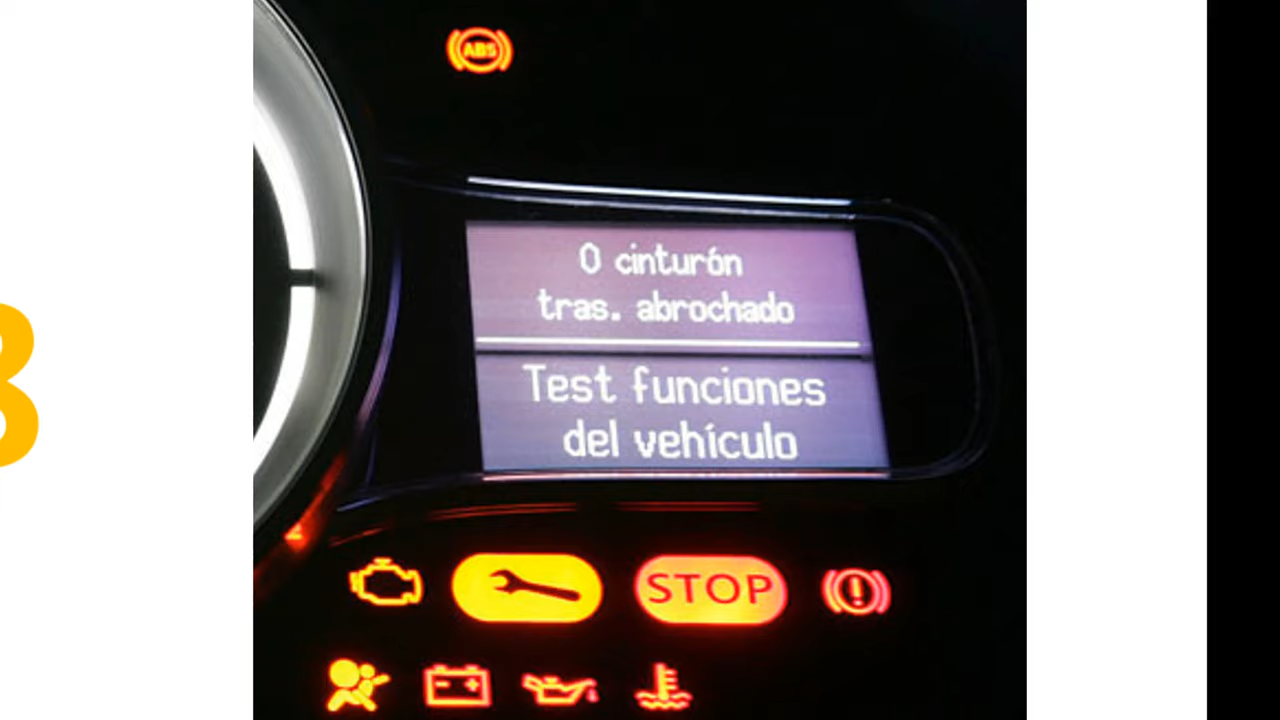 ABS
0 cinturón
tras. abrochado
Test funciones
del vehículo
STOP